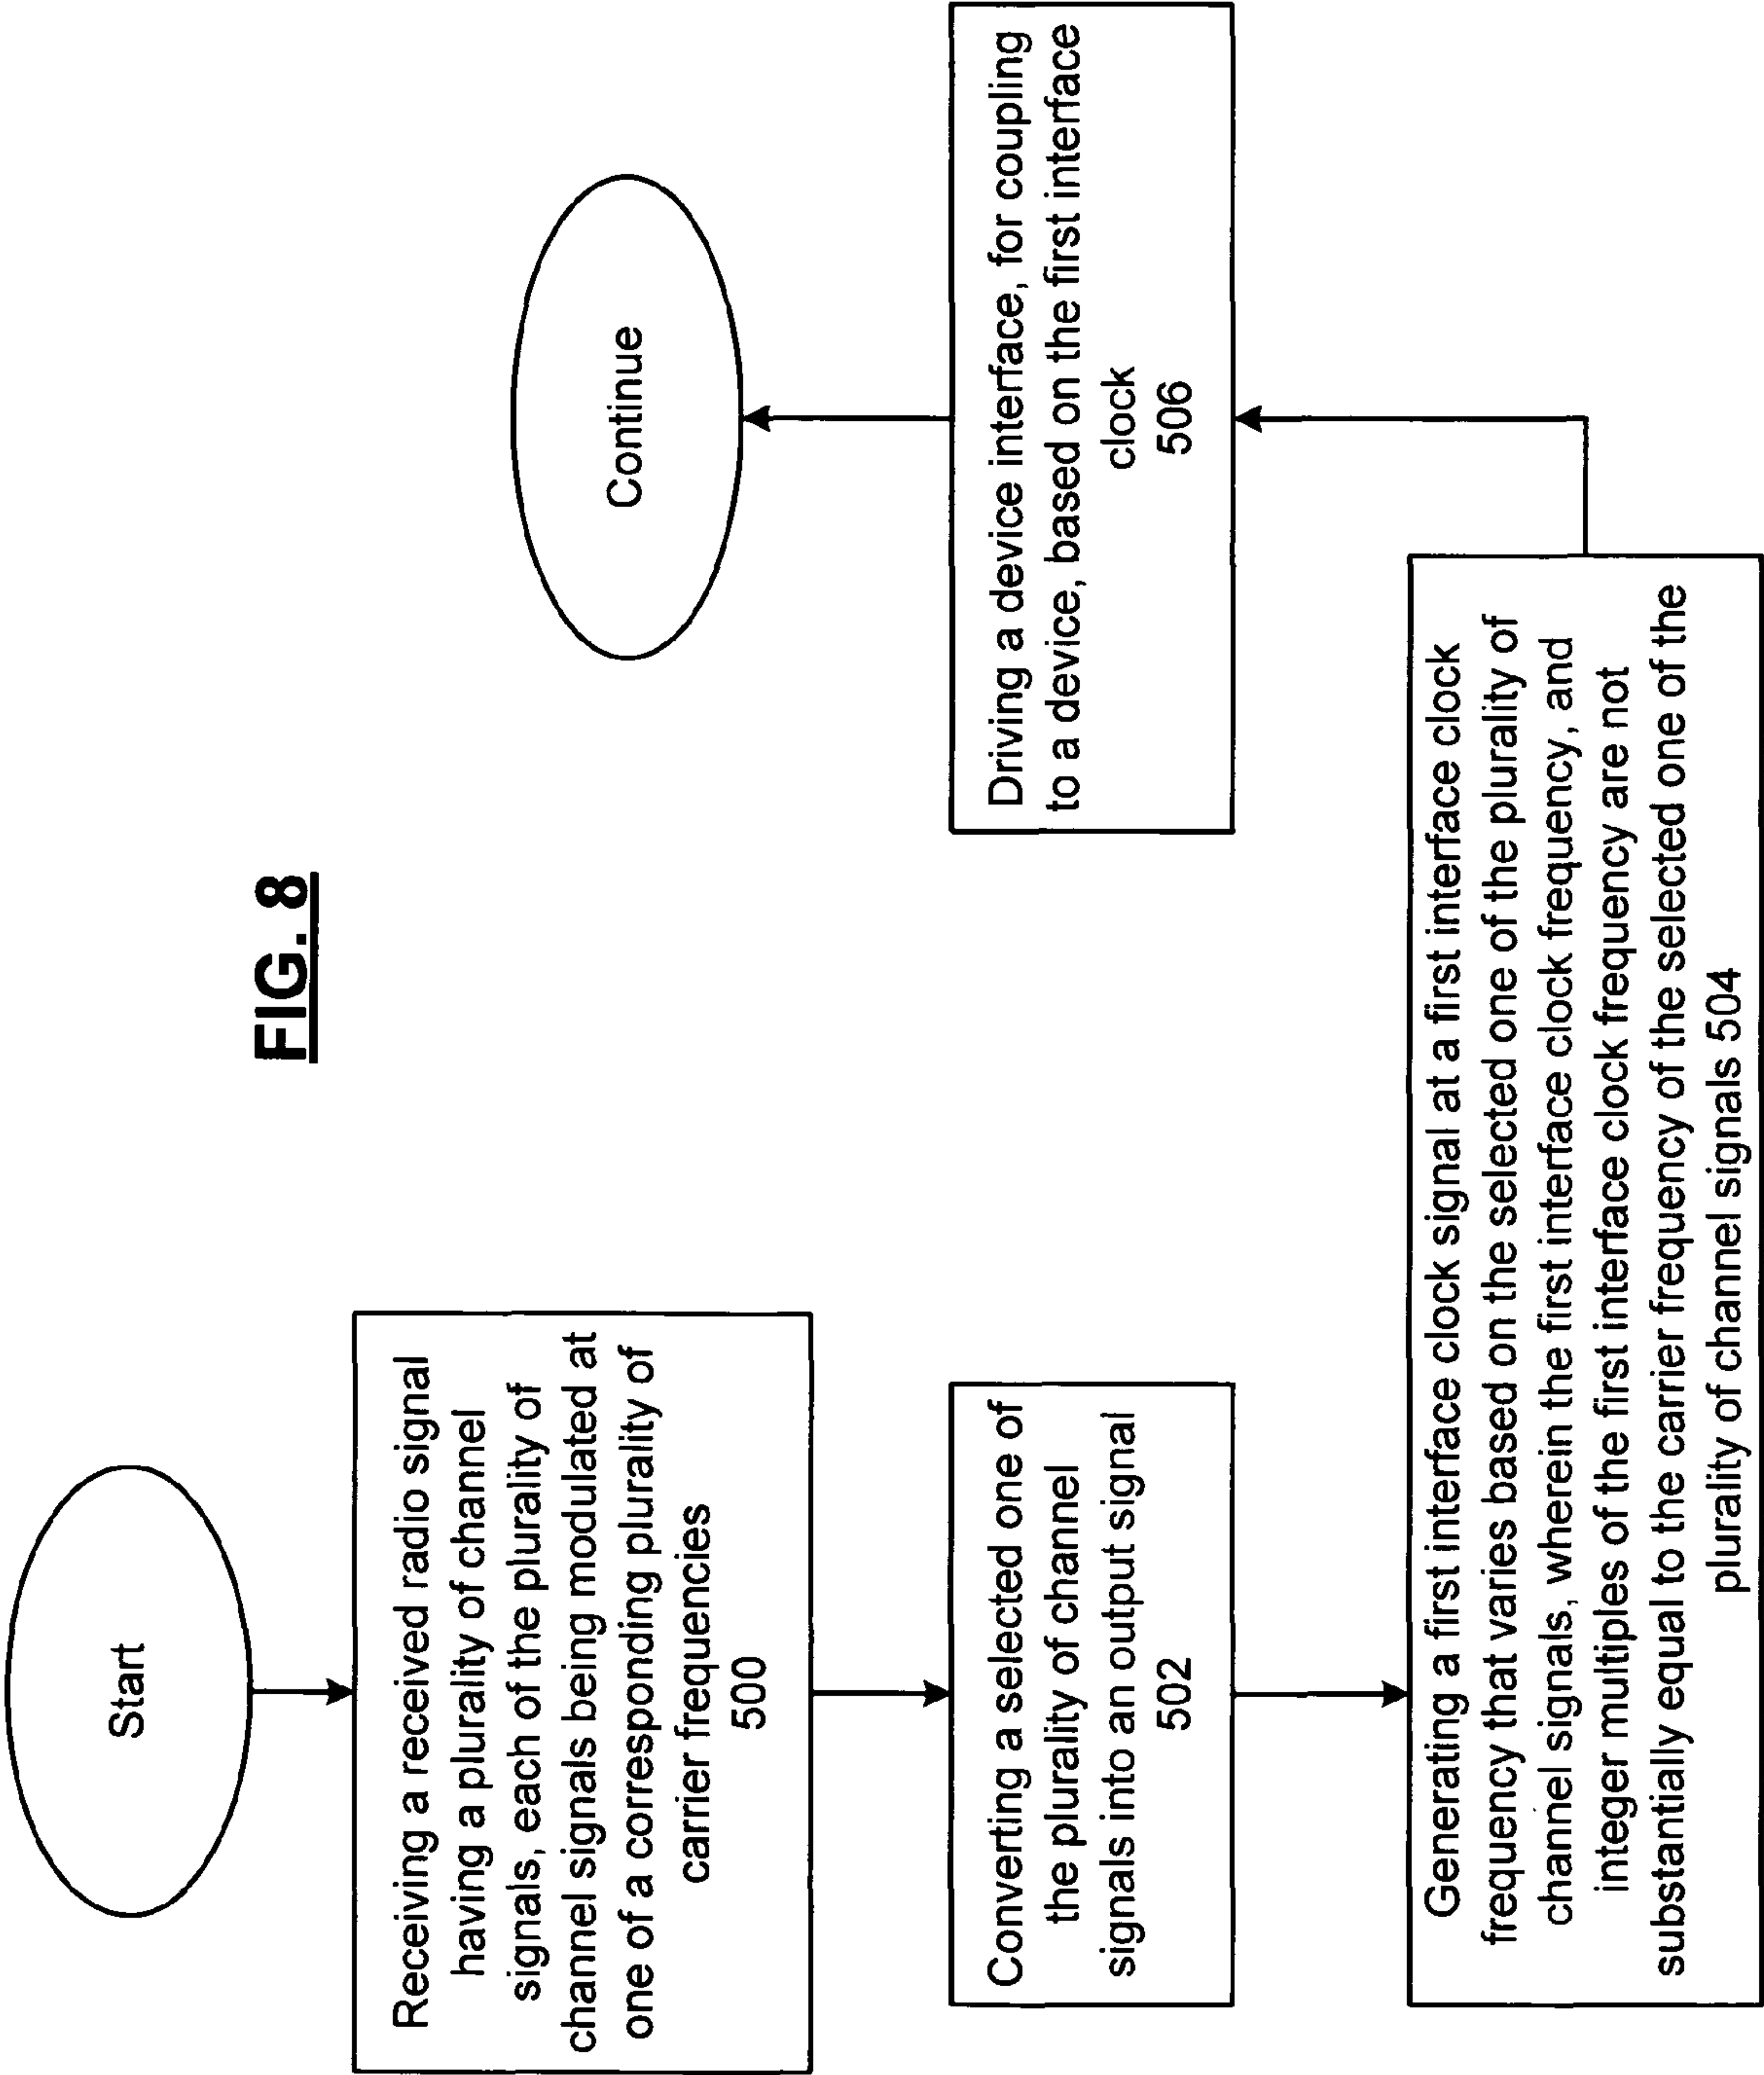 FIG. 8
Start
Receiving a received radio signal
having a plurality of channel
signals, each of the plurality of
channel signals being modulated at
one of a corresponding plurality of
carrier frequencies
500
Converting a selected one of
the plurality of channel
signals into an output signal
502
Generating a first interface clock signal at a first interface clock
frequency that varies based on the selected one of the plurality of
channel signals, wherein the first interface clock frequency, and
integer multiples of the first interface clock frequency are not
substantially equal to the carrier frequency of the selected one of the
plurality of channel signals 504
Driving a device interface, for coupling
to a device, based on the first interface
clock
506
Continue